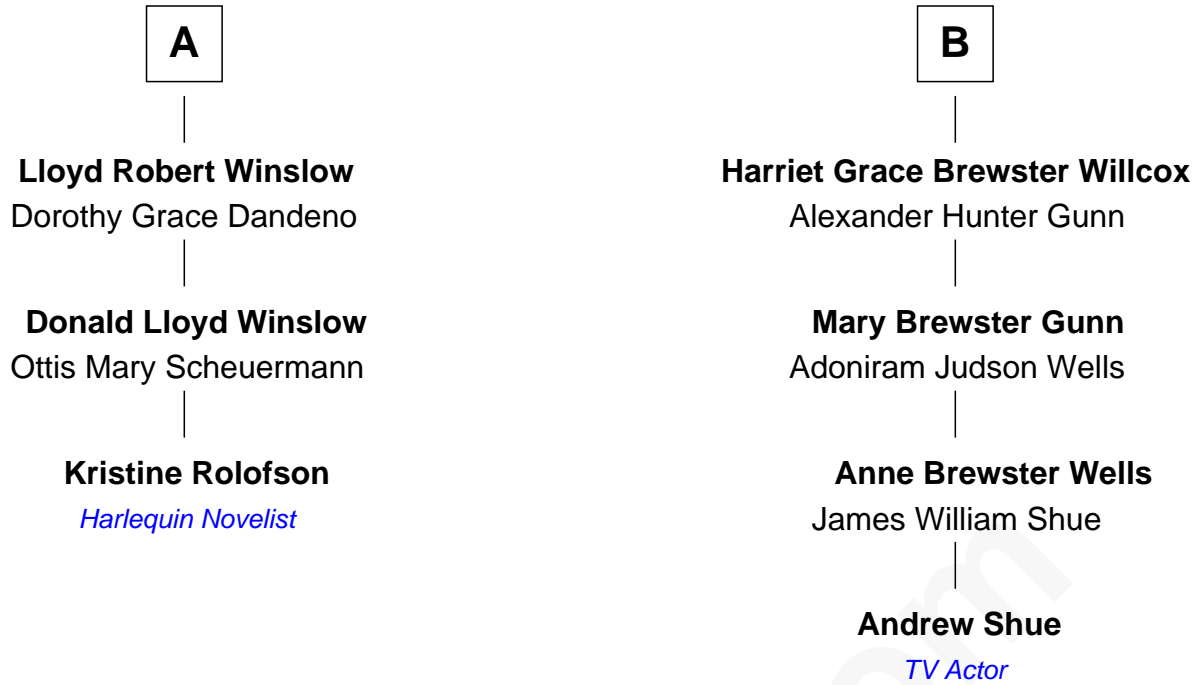 A
Lloyd Robert Winslow
Dorothy Grace Dandeno
Donald Lloyd Winslow
Ottis Mary Scheuermann
Kristine Rolofson
Harlequin Novelist
B
Harriet Grace Brewster Willcox
Alexander Hunter Gunn
Mary Brewster Gunn
Adoniram Judson Wells
Anne Brewster Wells
James William Shue
Andrew Shue
TV Actor